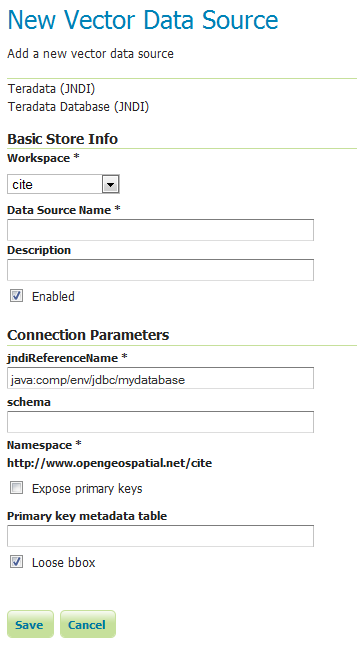 New Vector Data Source
Add a new vector data source
Teradata (JNDI)
Teradata Database (JNDI)
Basic Store Info
Workspace *
cite
Data Source Name *
Description
Enabled
Connection Parameters
jndiReferenceName *
java:comp/env/jdbc/mydatabase
schema
Namespace *
http://www.opengeospatial.net/cite
Expose primary keys
Primary key metadata table
Loose bbox
Save Cancel